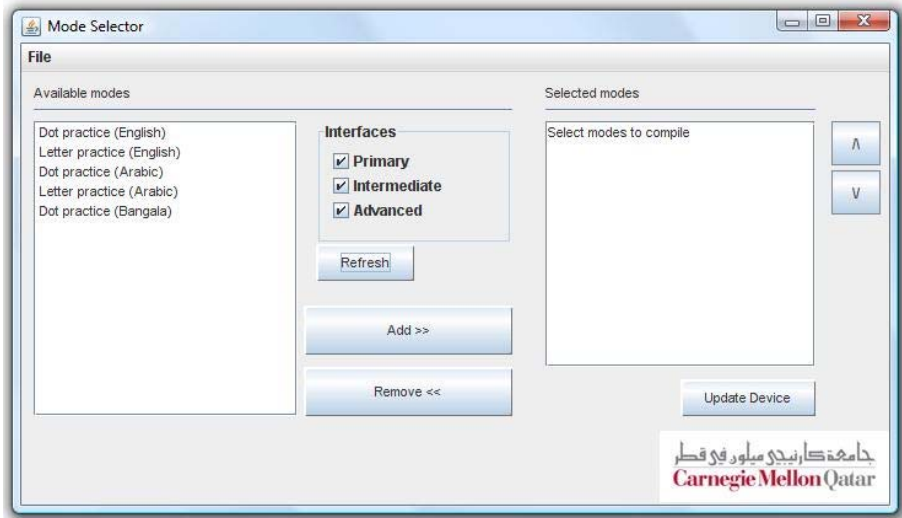 Mode Selector
File
Available modes
Dot practice (English)
Letter practice (English)
Dot practice (Arabic)
Letter practice (Arabic)
Dot practice (Bangala)
Interfaces
Primary
Intermediate
Advanced
Refresh
Add >>
Remove <<
Selected modes
Select modes to compile
Λ
V
Update Device
جامعة كارنيجي ميلور في قطر
Carnegie Mellon Qatar